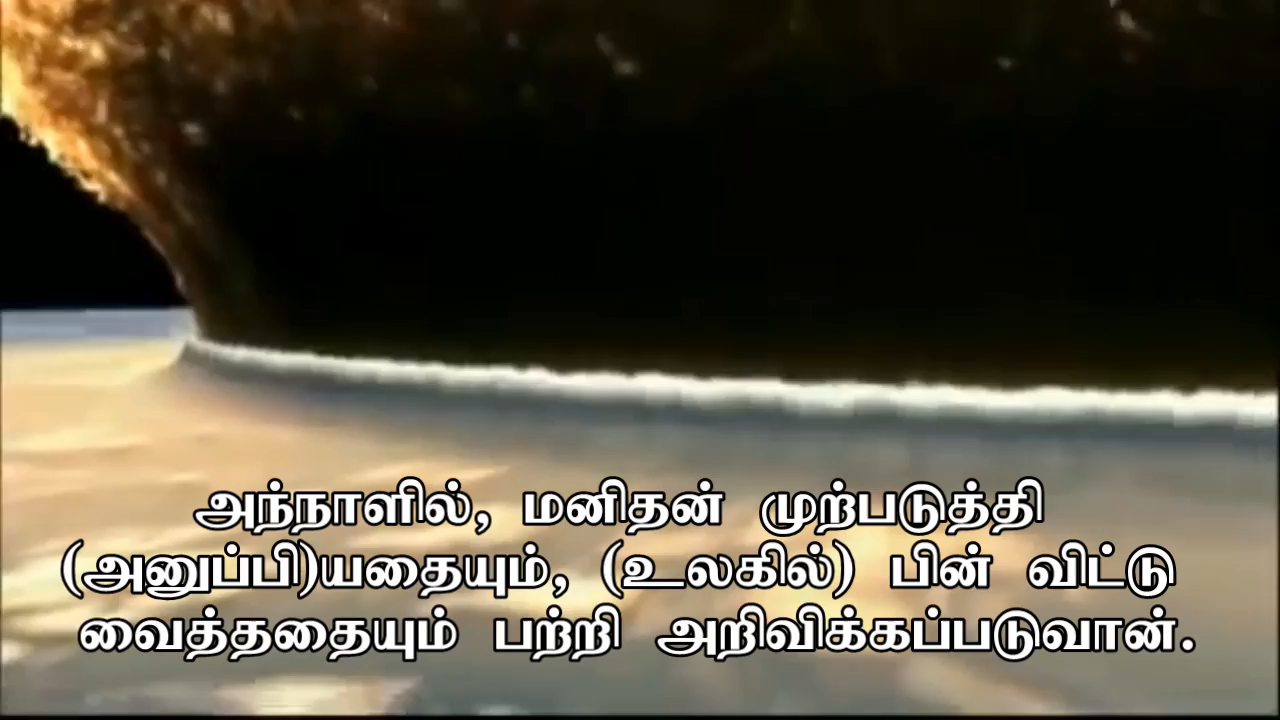 அந்நாளில், மனிதன் முற்படுத்தி
(அனுப்பி)யதையும், (உலகில்) பின் விட்டு
வைத்ததையும் பற்றி அறிவிக்கப்படுவான்.